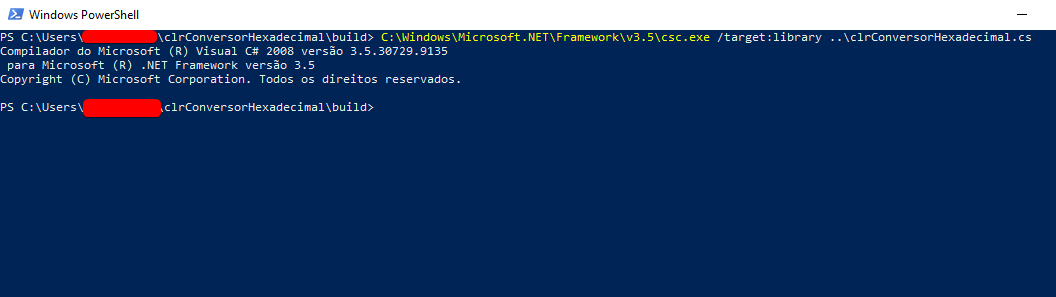 Windows PowerShell
PS C:\Users\ \clrConversorHexadecimal\build> C:\Windows\Microsoft.NET\Framework\v3.5\csc.exe /target:library ..\clrConversorHexadecimal.cs
Compilador do Microsoft (R) Visual C# 2008 versão 3.5.30729.9135
 para Microsoft (R) .NET Framework versão 3.5
Copyright (C) Microsoft Corporation. Todos os direitos reservados.
PS C:\Users\ \clrConversorHexadecimal\build>